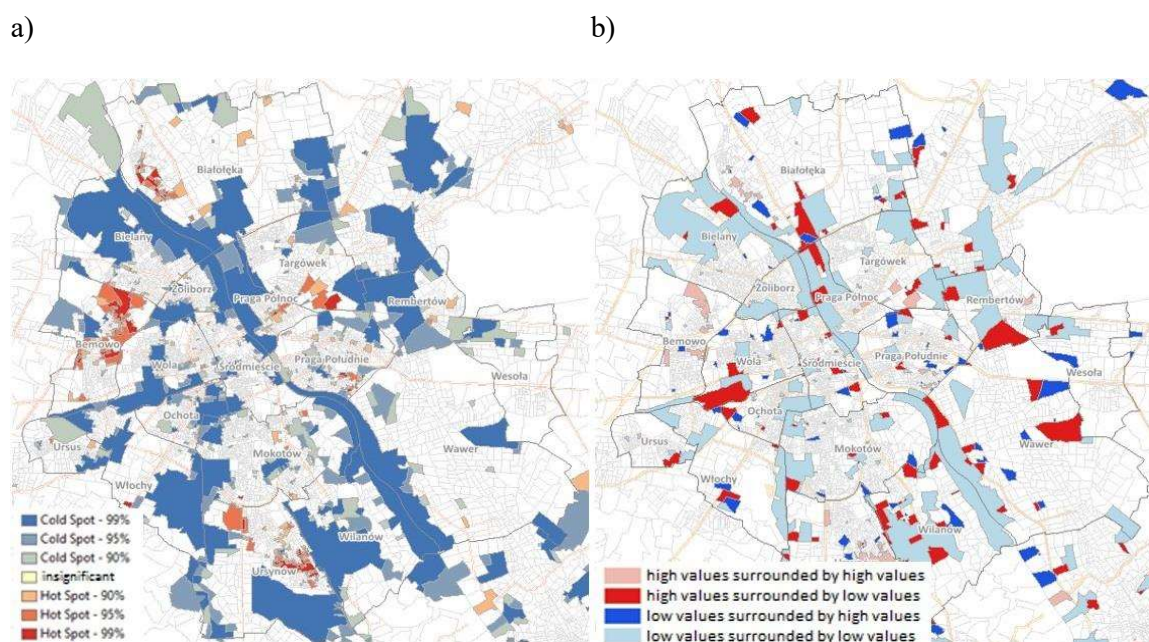 a)
b)
Białołęka
Bielany
Targówek
Żoliborz
Praga Północ
Rembertów
Bemowo
Wola
Śródmieście
Praga Południe
Wesoła
Ochota
Ursus
Mokotów
Wawer
Włochy
Wilanów
Ursynów
Cold Spot - 99%
Cold Spot - 95%
Cold Spot - 90%
insignificant
Hot Spot - 90%
Hot Spot - 95%
Hot Spot - 99%
Białołęka
Bielany
Targówek
Żoliborz
Praga Północ
Rembertów
Bemowo
Wola
Śródmieście
Praga Południe
Wesoła
Ochota
Ursus
Mokotów
Wawer
Włochy
Wilanów
high values surrounded by high values
high values surrounded by low values
low values surrounded by high values
low values surrounded by low values